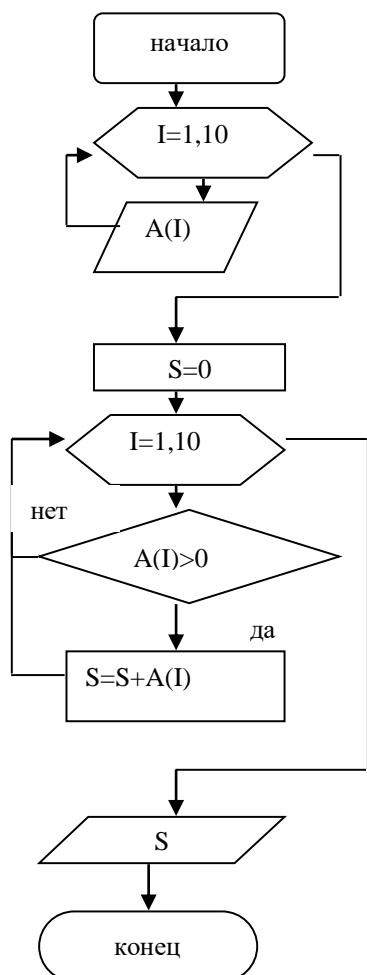 начало
I=1,10
A(I)
S=0
I=1,10
нет
A(I)>0
да
S=S+A(I)
S
конец